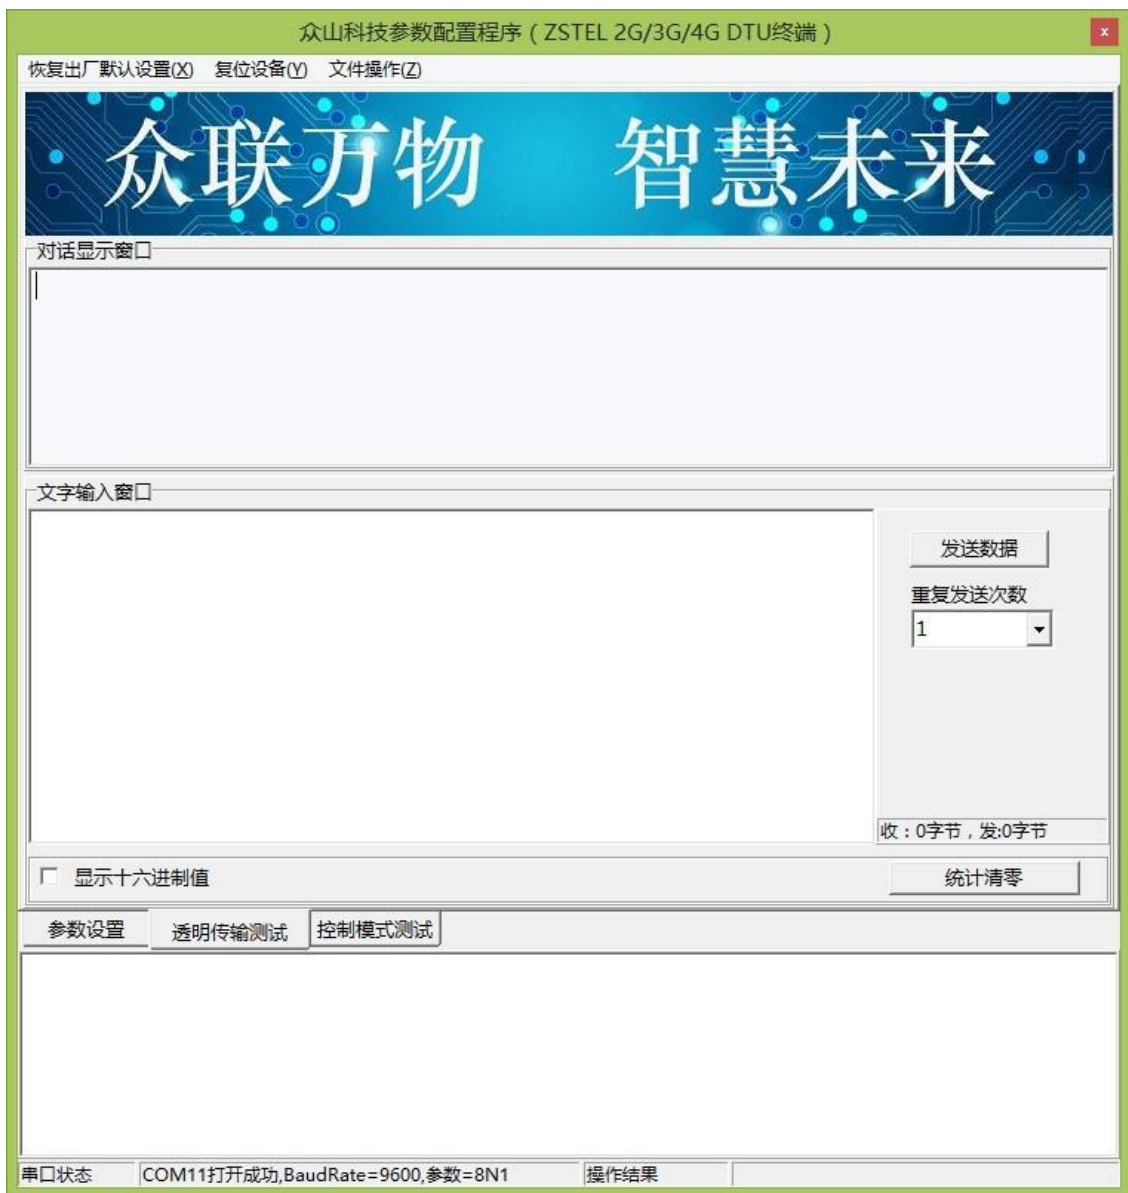 众山科技参数配置程序（ZSTEL 2G/3G/4G DTU终端）
x
恢复出厂默认设置(X) 复位设备(Y) 文件操作(Z)
众联万物 智慧未来
对话显示窗口
文字输入窗口
发送数据
重复发送次数
1
收：0字节，发:0字节
显示十六进制值
统计清零
参数设置 透明传输测试 控制模式测试
串口状态 COM11打开成功,BaudRate=9600,参数=8N1 操作结果